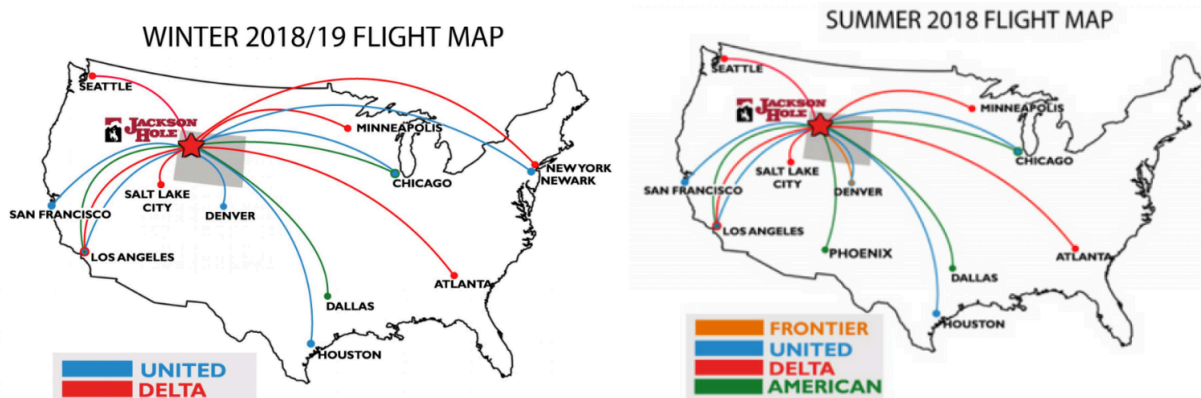 WINTER 2018/19 FLIGHT MAP
SEATTLE
JACKSON
HOLE
MINNEAPOLIS
NEW YORK
NEWARK
CHICAGO
SALT LAKE
CITY
DENVER
SAN FRANCISCO
LOS ANGELES
ATLANTA
DALLAS
HOUSTON
UNITED
DELTA
SUMMER 2018 FLIGHT MAP
SEATTLE
JACKSON
HOLE
MINNEAPOLIS
CHICAGO
SALT LAKE
CITY
DENVER
SAN FRANCISCO
LOS ANGELES
PHOENIX
ATLANTA
DALLAS
HOUSTON
FRONTIER
UNITED
DELTA
AMERICAN